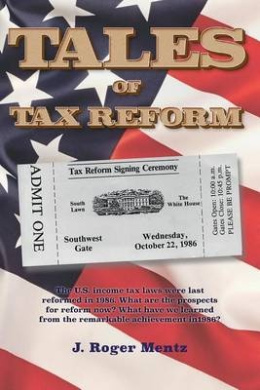 TALES
OF
TAX REFORM
ADMIT ONE
Tax Reform Signing Ceremony
South
Lawn
The
White House
Southwest
Gate
Wednesday,
October 22, 1986
Gates Open: 10:00 a.m.
Gates Close: 10:45 p.m.
PLEASE BE PROMPT
The U.S. income tax laws were last
reformed in 1986. What are the prospects
for reform now? What have we learned
from the remarkable achievement in1986?
J. Roger Mentz